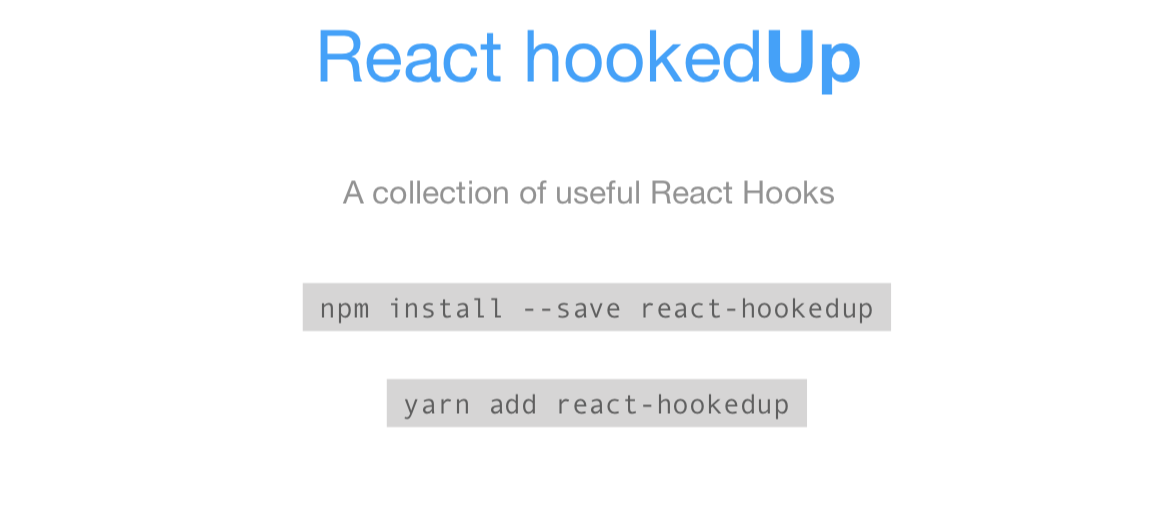 React hookedUp
A collection of useful React Hooks
npm install --save react-hookedup
yarn add react-hookedup